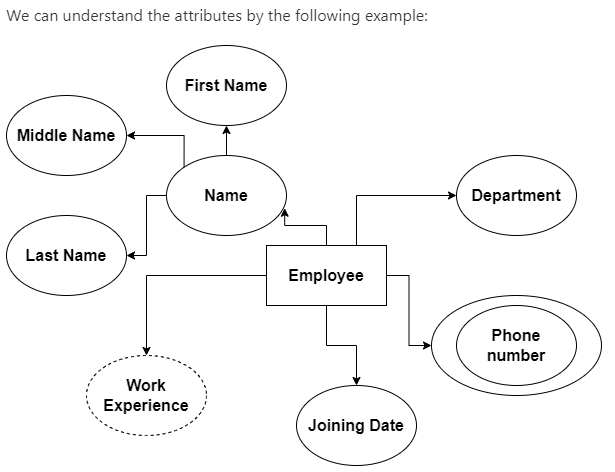 We can understand the attributes by the following example:
First Name
Middle Name
Name
Department
Last Name
Employee
Phone
number
Work
Experience
Joining Date